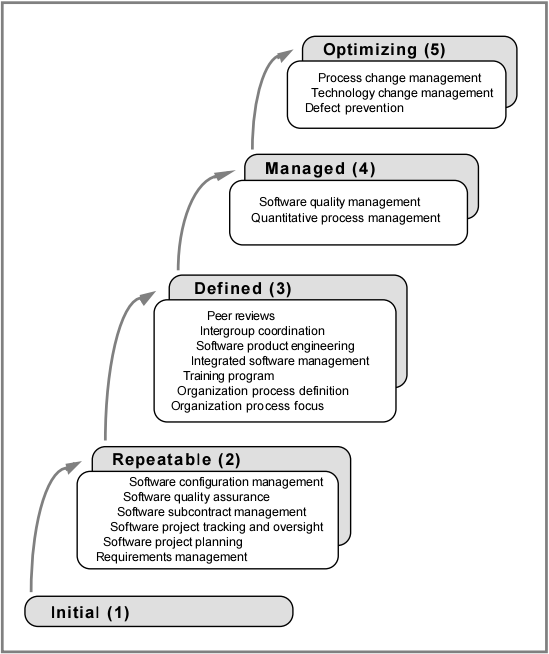 Optimizing (5)
Process change management
Technology change management
Defect prevention
Managed (4)
Software quality management
Quantitative process management
Defined (3)
Peer reviews
Intergroup coordination
Software product engineering
Integrated software management
Training program
Organization process definition
Organization process focus
Repeatable (2)
Software configuration management
Software quality assurance
Software subcontract management
Software project tracking and oversight
Software project planning
Requirements management
Initial (1)